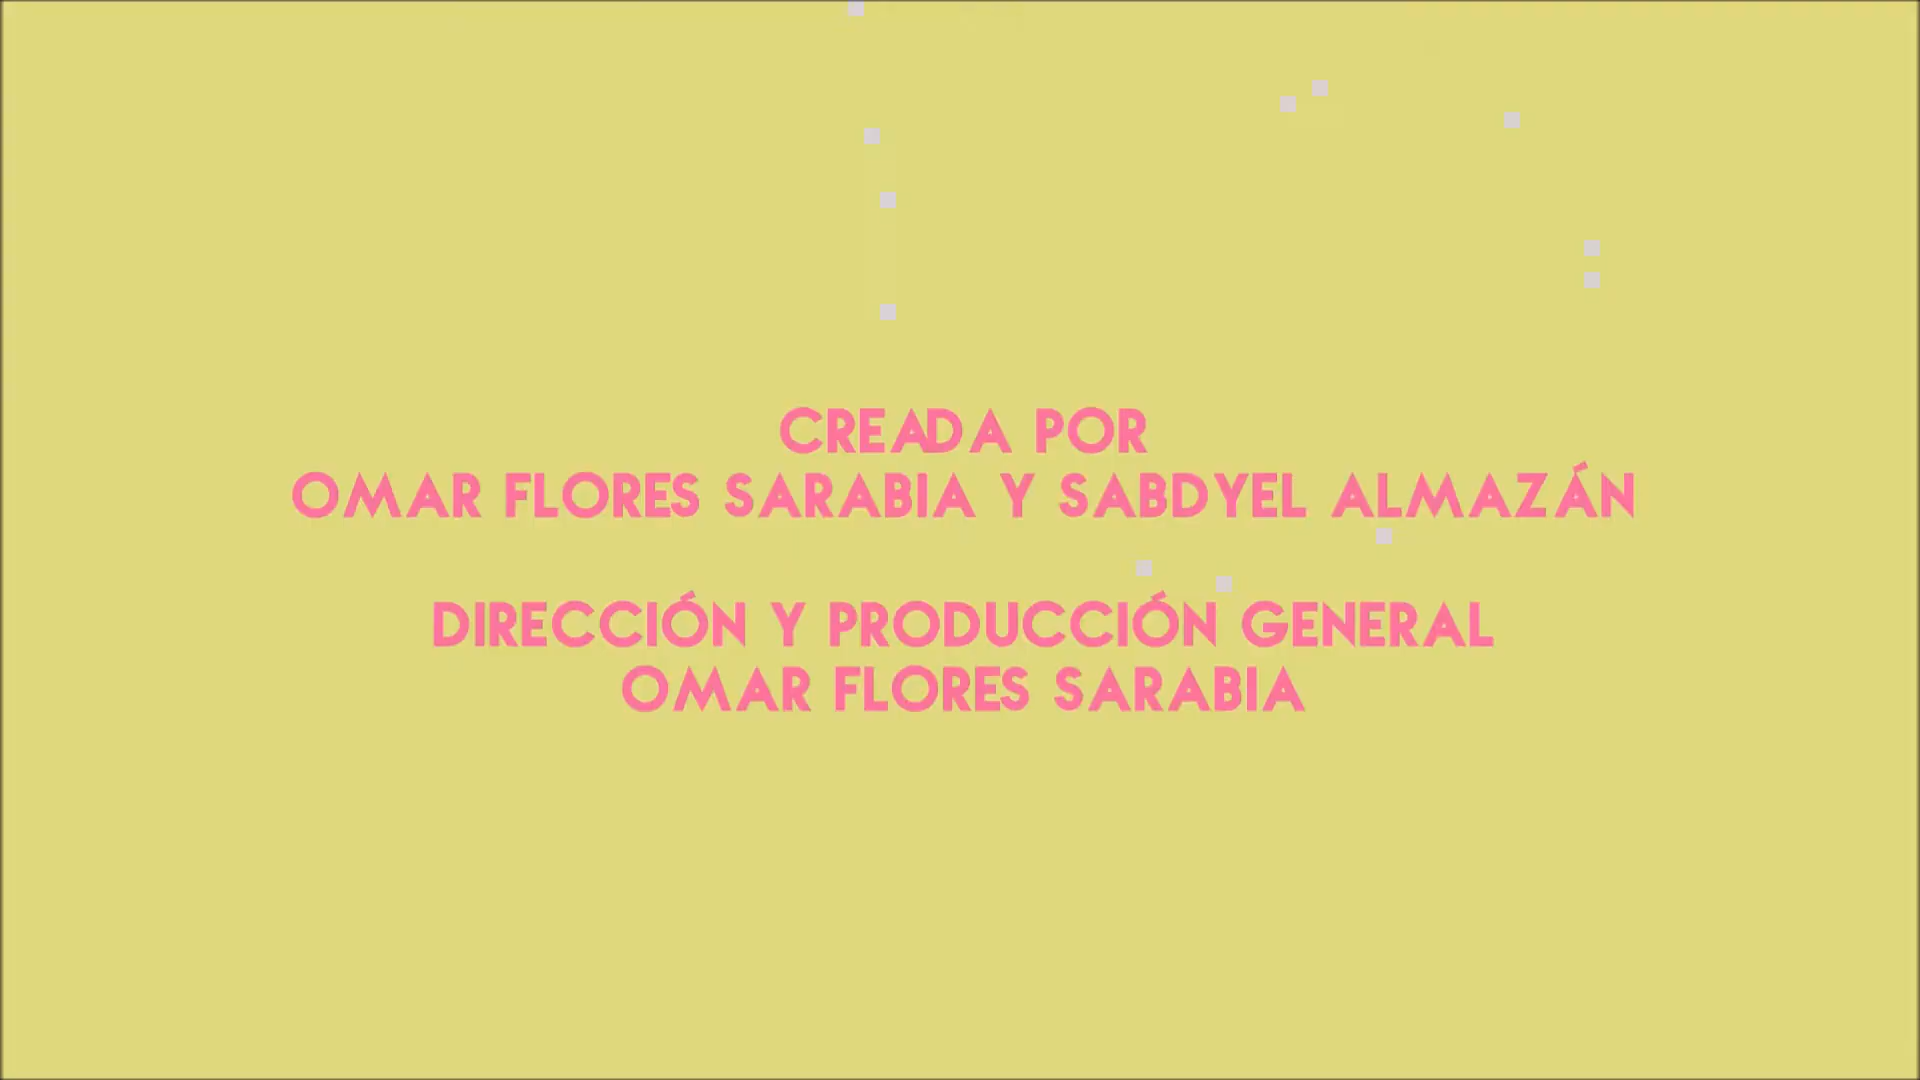 CREADA POR
OMAR FLORES SARABIA Y SABDYEL ALMAZÁN
DIRECCIÓN Y PRODUCCIÓN GENERAL
OMAR FLORES SARABIA